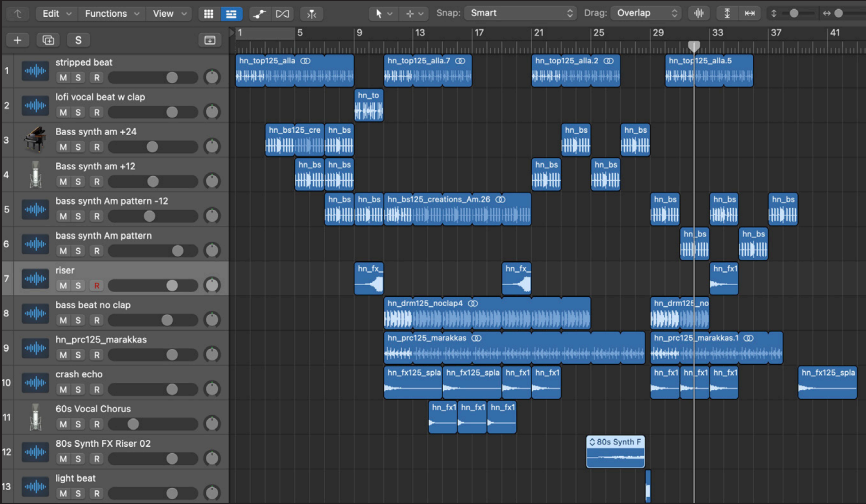 Edit Functions View Snap: Smart Drag: Overlap
S 1 5 9 13 17 21 25 29 33 37 41
1 stripped beat hn_top125_alla hn_top125_alla.7 hn_top125_alla.2 hn_top125_alla.5
M S R
2 lofi vocal beat w clap hn_to
M S R
3 Bass synth am +24 hn_bs125_cre hn_bs hn_bs hn_bs
M S R
4 Bass synth am +12 hn_bs hn_bs hn_bs hn_bs
M S R
5 bass synth Am pattern -12 hn_bs hn_bs hn_bs125_creations_Am.26 hn_bs hn_bs hn_bs
M S R
6 bass synth Am pattern hn_bs hn_bs
M S R
7 riser hn_fx_ hn_fx_ hn_fx1
M S R
8 bass beat no clap hn_drm125_noclap4 hn_drm125_no
M S R
9 hn_prc125_marakkas hn_prc125_marakkas hn_prc125_marakkas.1
M S R
10 crash echo hn_fx125_spla hn_fx125_spla hn_fx1 hn_fx1 hn_fx1 hn_fx1 hn_fx1 hn_fx125_spla
M S R
11 60s Vocal Chorus hn_fx1 hn_fx1 hn_fx1
M S R
12 80s Synth FX Riser 02 80s Synth F
M S R
13 light beat
M S R